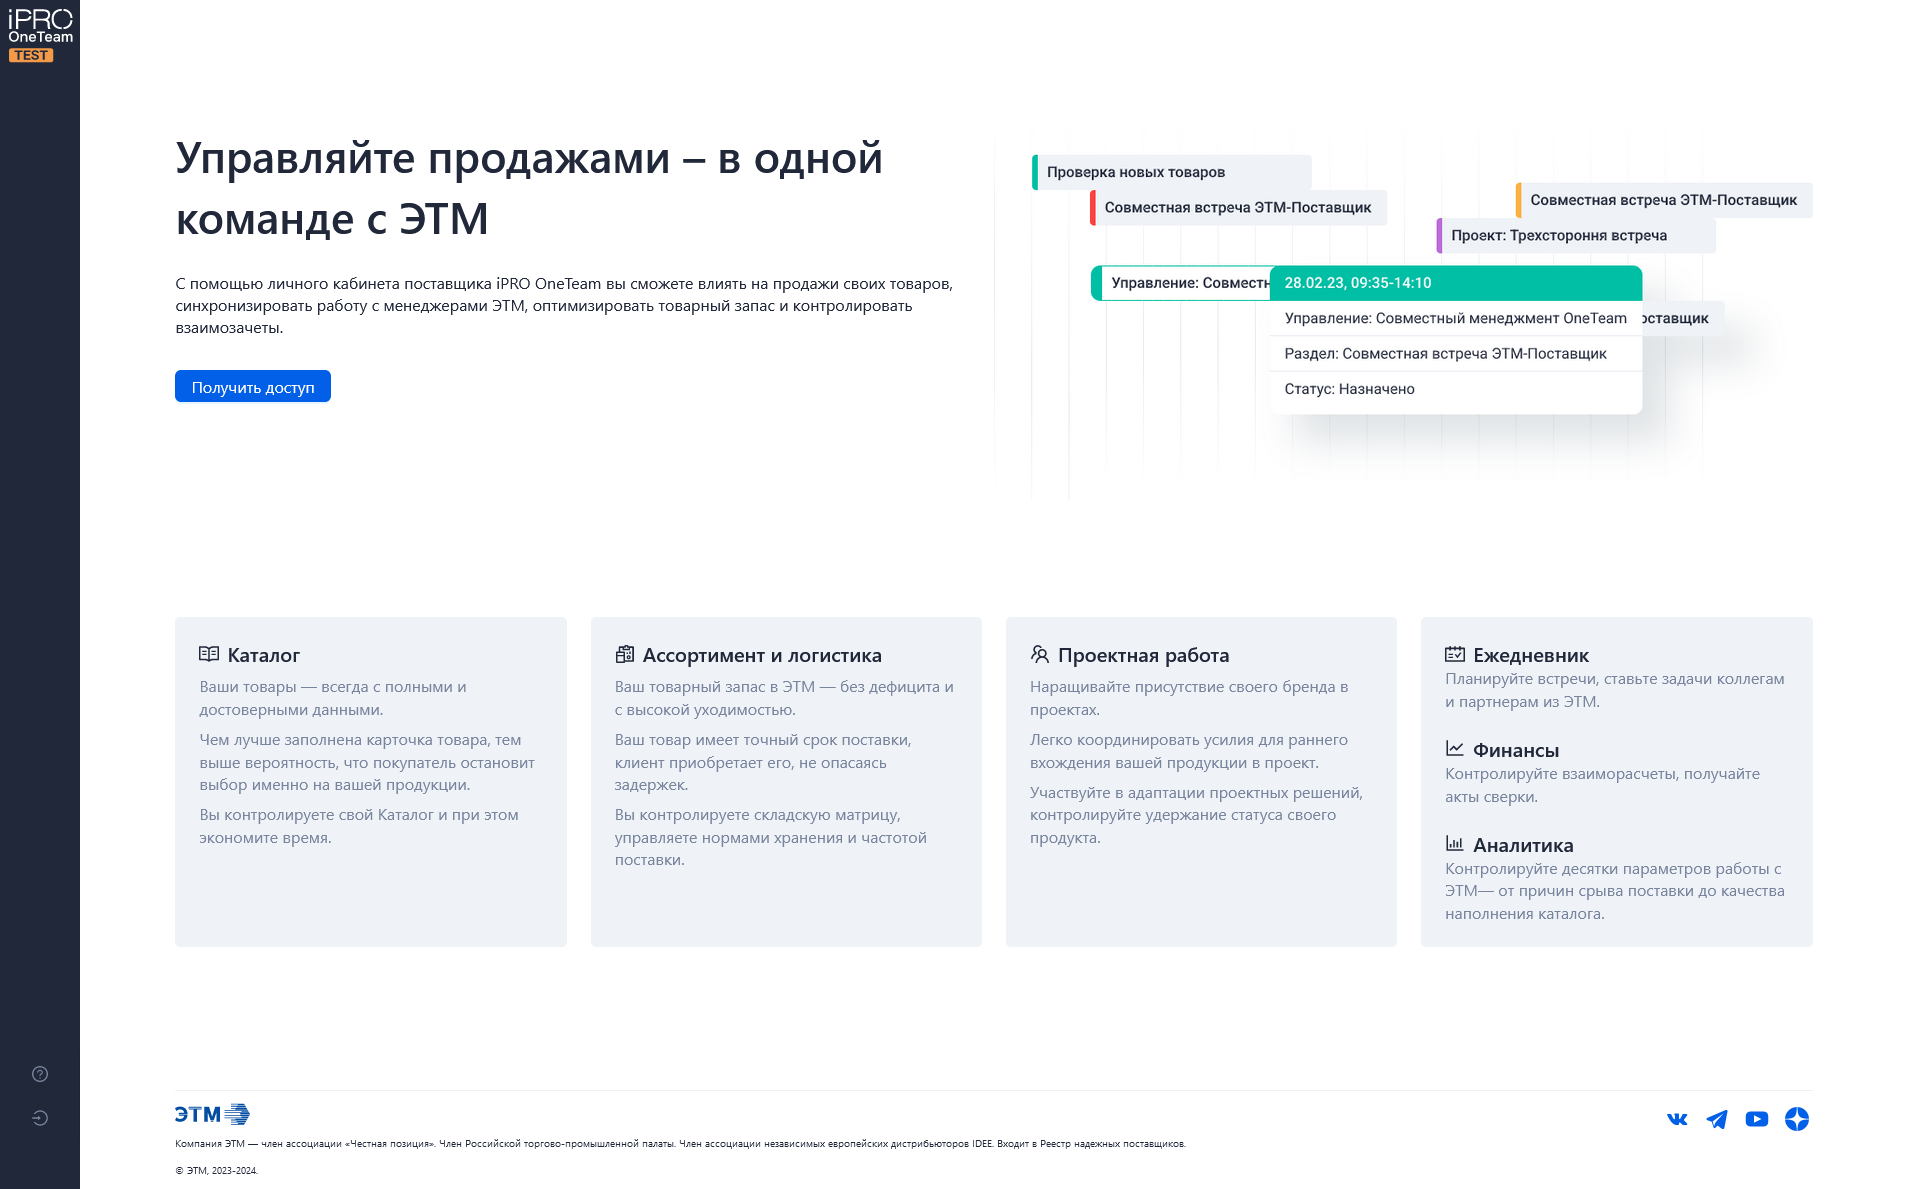 iPRO
OneTeam
TEST
Управляйте продажами – в одной
команде с ЭТМ
С помощью личного кабинета поставщика iPRO OneTeam вы сможете влиять на продажи своих товаров,
синхронизировать работу с менеджерами ЭТМ, оптимизировать товарный запас и контролировать
взаимозачеты.
Получить доступ
Проверка новых товаров
Совместная встреча ЭТМ-Поставщик
Совместная встреча ЭТМ-Поставщик
Проект: Трехстороння встреча
Управление: Совместн
28.02.23, 09:35-14:10
Управление: Совместный менеджмент OneTeam
оставщик
Раздел: Совместная встреча ЭТМ-Поставщик
Статус: Назначено
Каталог
Ваши товары — всегда с полными и
достоверными данными.
Чем лучше заполнена карточка товара, тем
выше вероятность, что покупатель остановит
выбор именно на вашей продукции.
Вы контролируете свой Каталог и при этом
экономите время.
Ассортимент и логистика
Ваш товарный запас в ЭТМ — без дефицита и
с высокой уходимостью.
Ваш товар имеет точный срок поставки,
клиент приобретает его, не опасаясь
задержек.
Вы контролируете складскую матрицу,
управляете нормами хранения и частотой
поставки.
Проектная работа
Наращивайте присутствие своего бренда в
проектах.
Легко координировать усилия для раннего
вхождения вашей продукции в проект.
Участвуйте в адаптации проектных решений,
контролируйте удержание статуса своего
продукта.
Ежедневник
Планируйте встречи, ставьте задачи коллегам
и партнерам из ЭТМ.
Финансы
Контролируйте взаиморасчеты, получайте
акты сверки.
Аналитика
Контролируйте десятки параметров работы с
ЭТМ— от причин срыва поставки до качества
наполнения каталога.
ЭТМ
Компания ЭТМ — член ассоциации «Честная позиция». Член Российской торгово-промышленной палаты. Член ассоциации независимых европейских дистрибьюторов IDEE. Входит в Реестр надежных поставщиков.
© ЭТМ, 2023-2024.